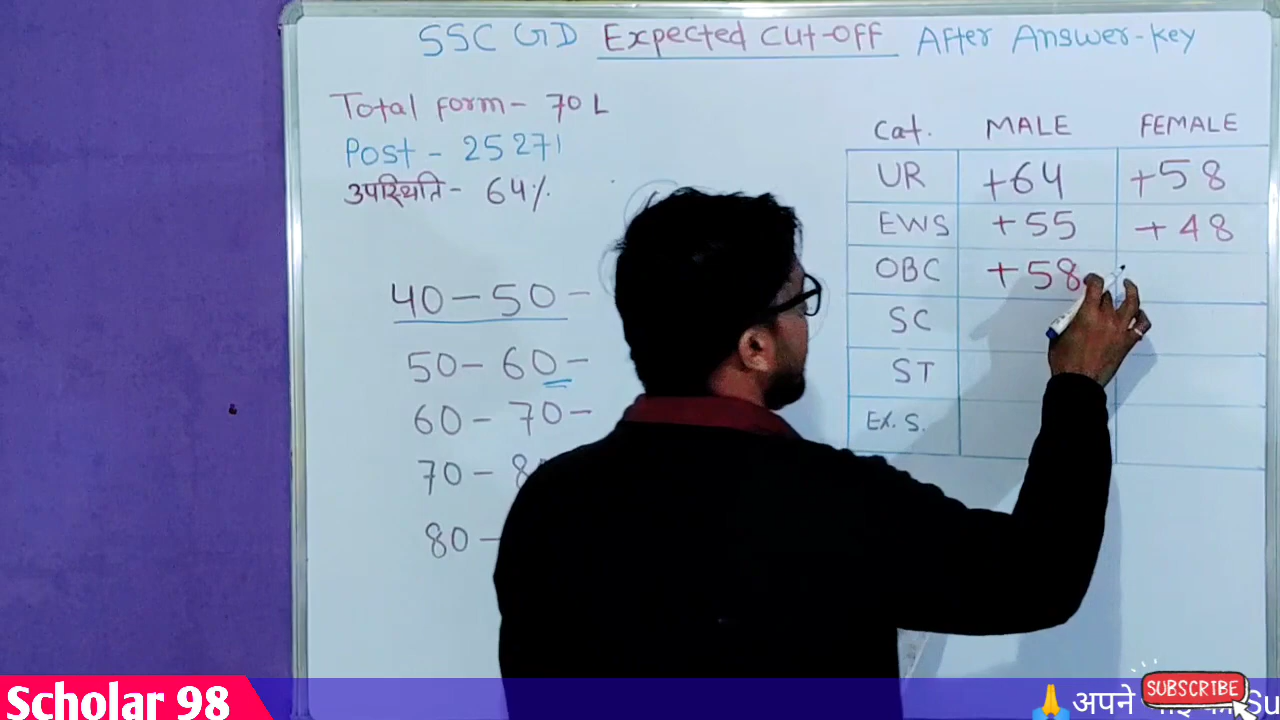 SSC GD Expected Cut-Off After Answer-Key
Total form - 70 L
Post - 25271
उपस्थिति - 64%
40 - 50 -
50 - 60 -
60 - 70 -
70 - 8
80 -
Cat. MALE FEMALE
UR +64 +58
EWS +55 +48
OBC +58
SC
ST
Ex. S.
Scholar 98
🙏 अपने
SUBSCRIBE